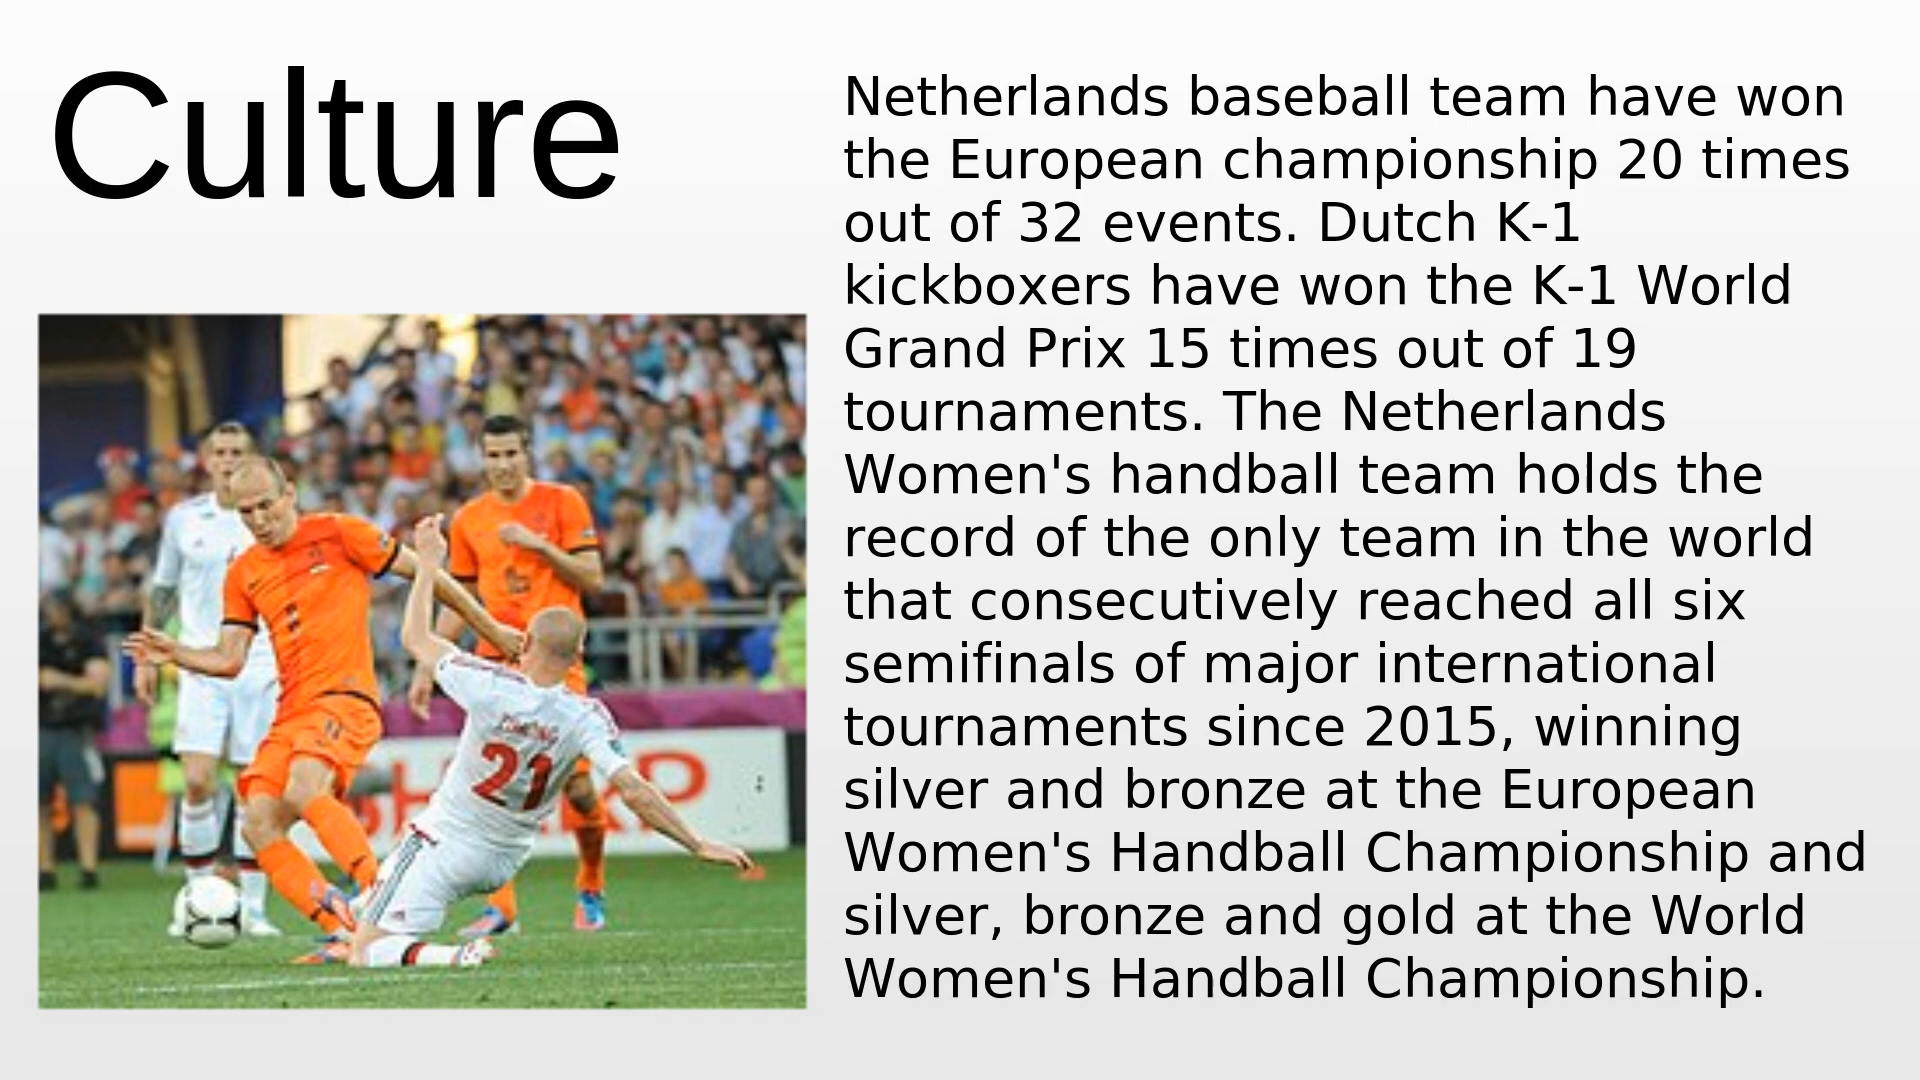 Culture
Netherlands baseball team have won
the European championship 20 times
out of 32 events. Dutch K-1
kickboxers have won the K-1 World
Grand Prix 15 times out of 19
tournaments. The Netherlands
Women's handball team holds the
record of the only team in the world
that consecutively reached all six
semifinals of major international
tournaments since 2015, winning
silver and bronze at the European
Women's Handball Championship and
silver, bronze and gold at the World
Women's Handball Championship.
21